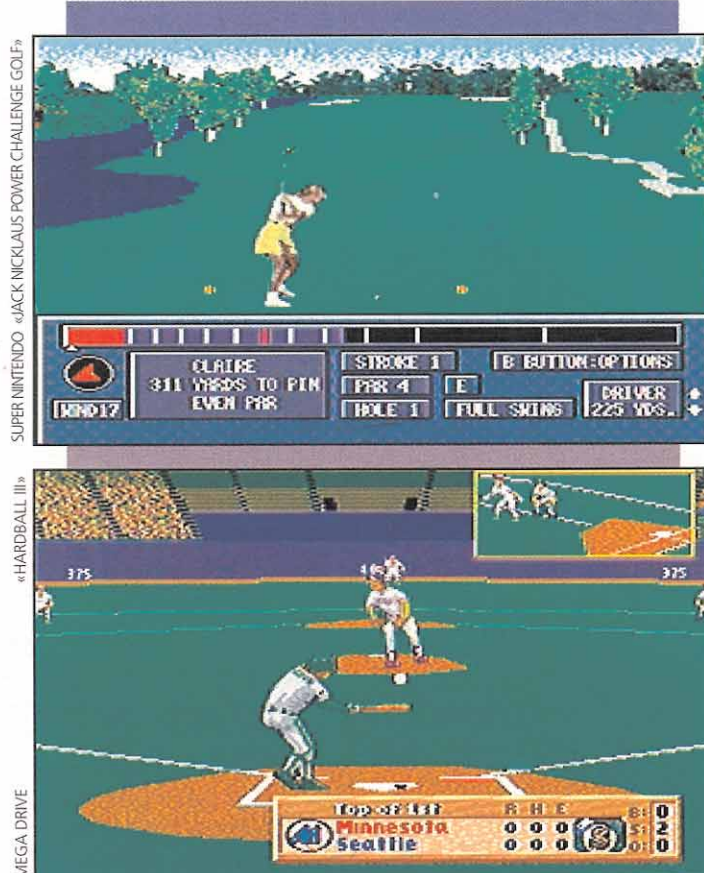 SUPER NINTENDO «JACK NICKLAUS POWER CHALLENGE GOLF»
CLAIRE
311 YARDS TO PIN
EVEN PAR
WIND17
STROKE 1
B BUTTON:OPTIONS
PAR 4
E
HOLE 1
FULL SWING
DRIVER
225 YDS.
MEGA DRIVE «HARDBALL III»
375
375
Top of 1st R H E
Minnesota 0 0 0
Seattle 0 0 0
B: 0
S: 2
O: 0